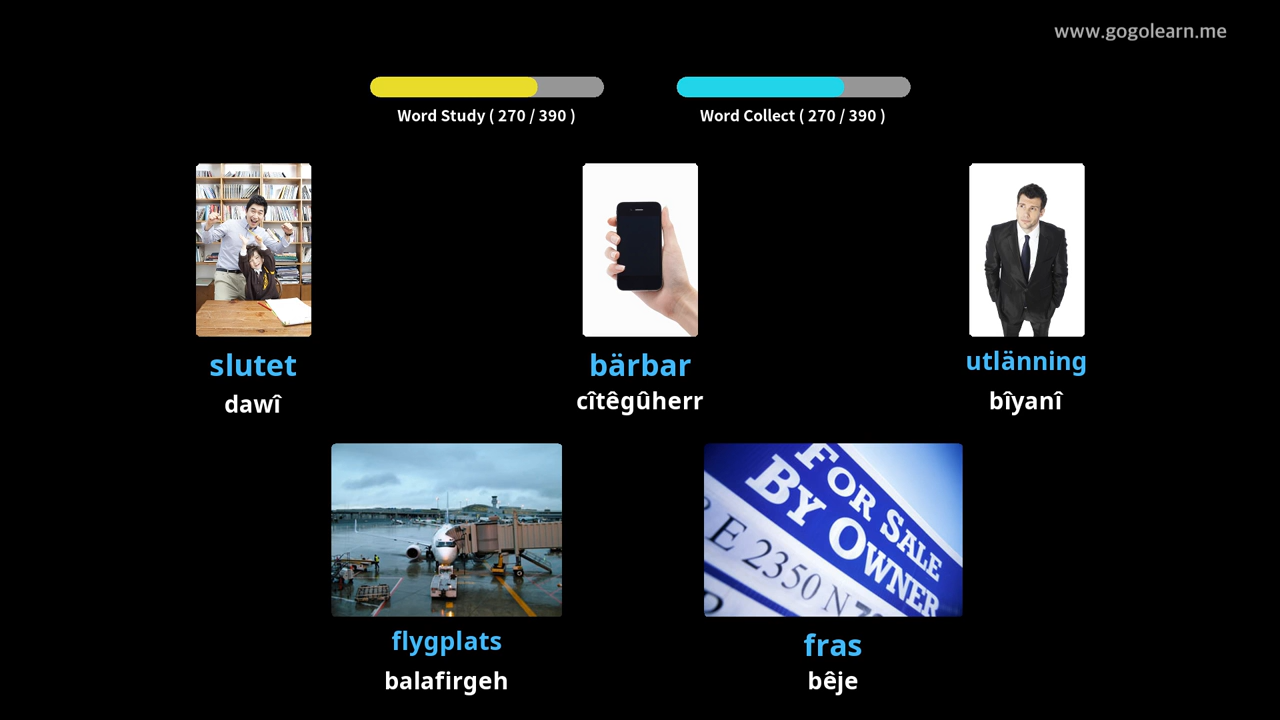 www.gogolearn.me
Word Study ( 270 / 390 )
Word Collect ( 270 / 390 )
slutet
dawî
bärbar
cîtêgûherr
utlänning
bîyanî
FOR SALE
BY OWNER
E 2350 N
flygplats
balafirgeh
fras
bêje